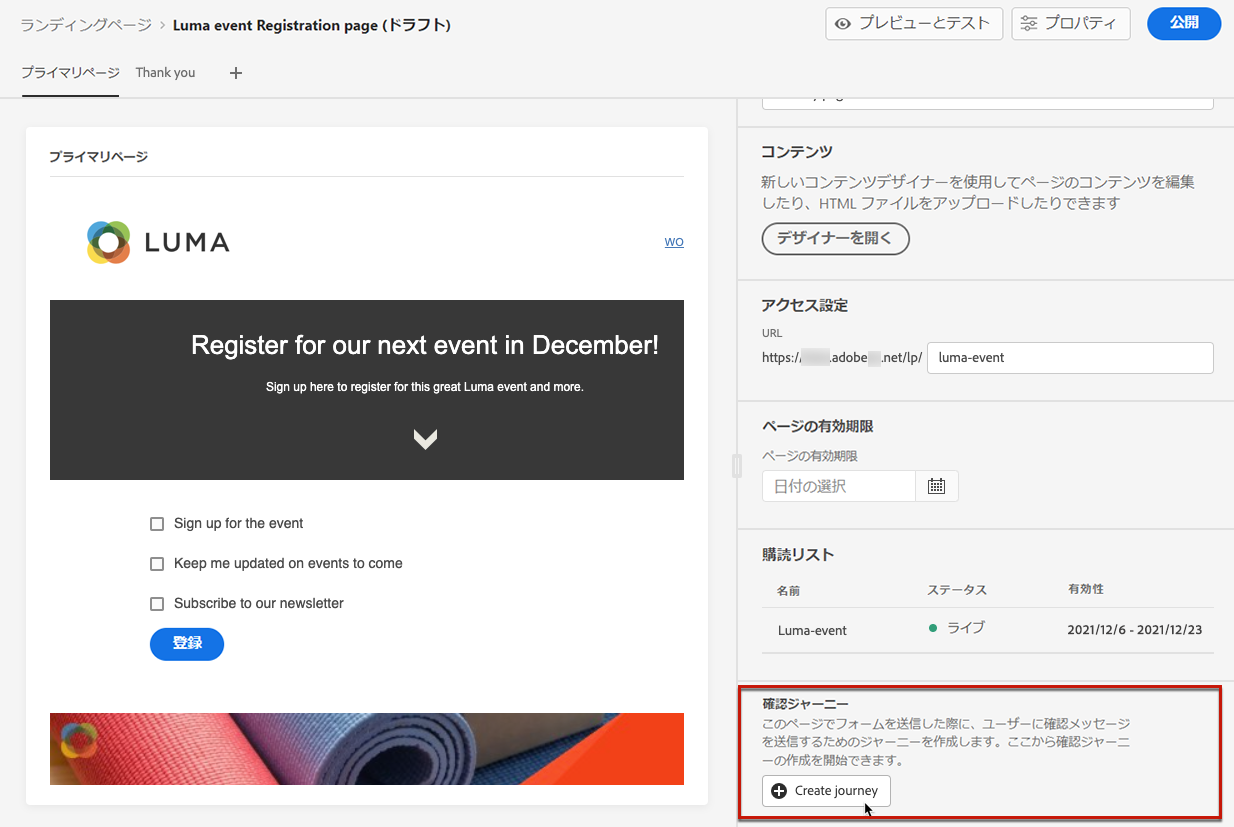 ランディングページ > Luma event Registration page (ドラフト)
プレビューとテスト
プロパティ
公開
プライマリページ Thank you +
プライマリページ
LUMA
WO
Register for our next event in December!
Sign up here to register for this great Luma event and more.
Sign up for the event
Keep me updated on events to come
Subscribe to our newsletter
登録
コンテンツ
新しいコンテンツデザイナーを使用してページのコンテンツを編集
したり、HTML ファイルをアップロードしたりできます
デザイナーを開く
アクセス設定
URL
https:/ .adobe .net/lp/ luma-event
ページの有効期限
ページの有効期限
日付の選択
購読リスト
名前 ステータス 有効性
Luma-event ライブ 2021/12/6 - 2021/12/23
確認ジャーニー
このページでフォームを送信した際に、ユーザーに確認メッセージ
を送信するためのジャーニーを作成します。ここから確認ジャーニ
ーの作成を開始できます。
Create journey